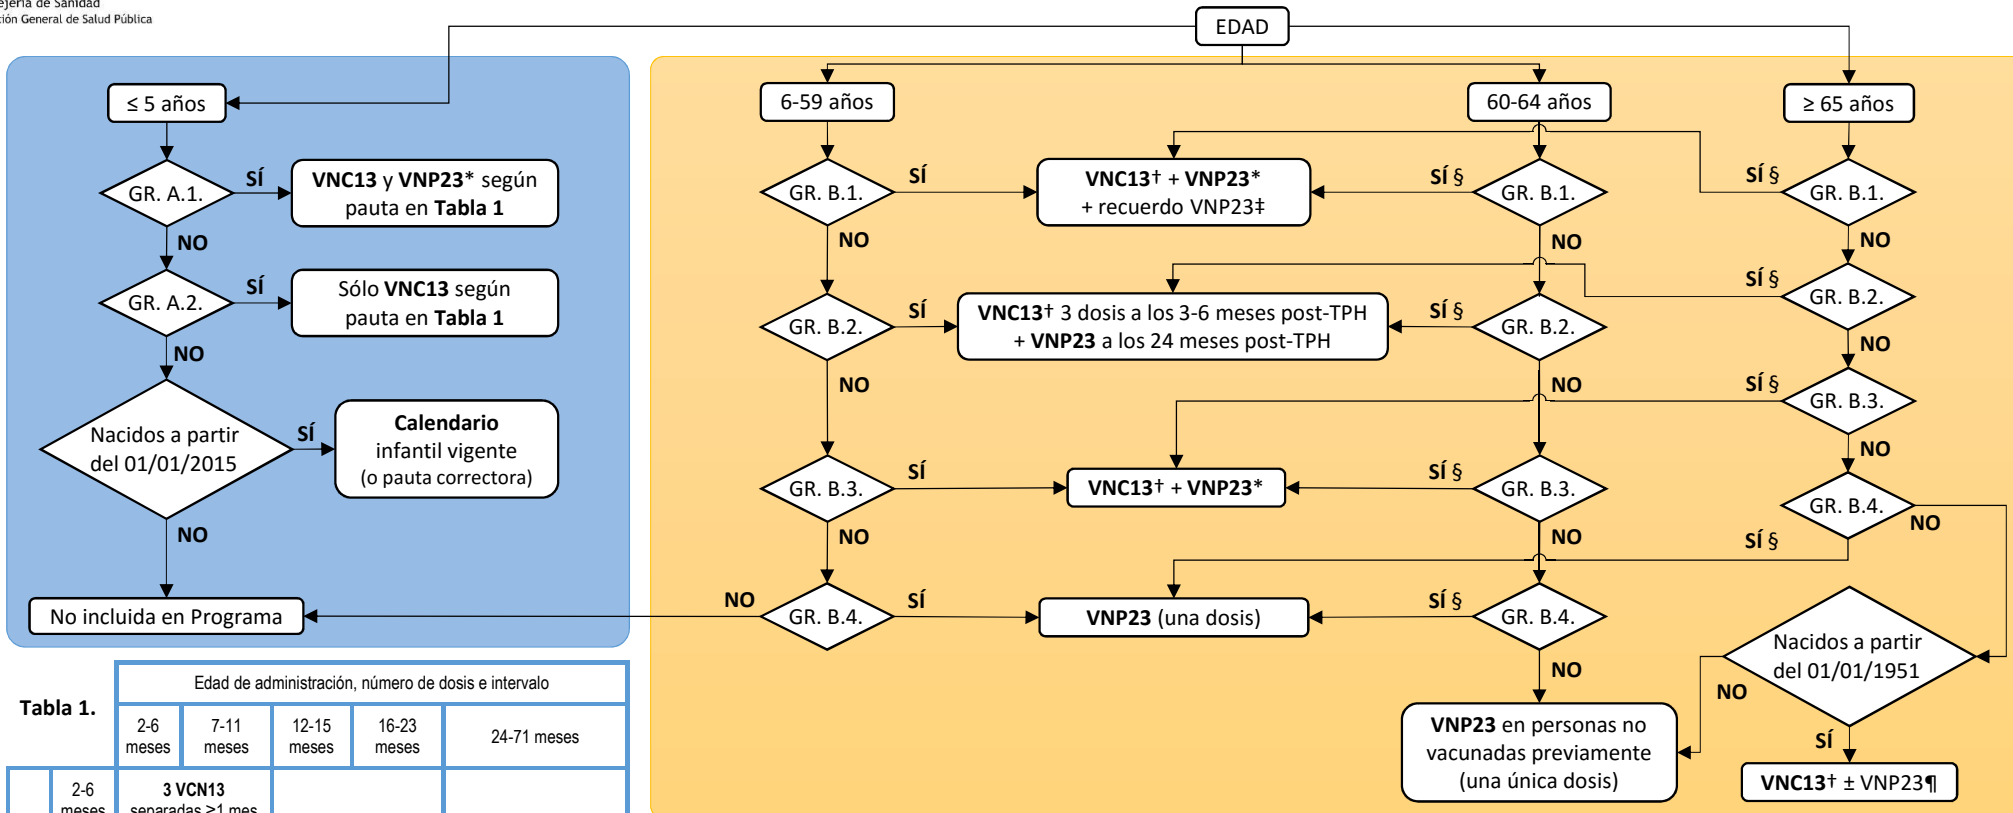 ejería de Sanidad
ción General de Salud Pública
EDAD
≤ 5 años
6-59 años
60-64 años
≥ 65 años
GR. A.1.
SÍ
VNC13 y VNP23* según
pauta en Tabla 1
NO
GR. A.2.
SÍ
Sólo VNC13 según
pauta en Tabla 1
NO
Nacidos a partir
del 01/01/2015
SÍ
Calendario
infantil vigente
(o pauta correctora)
NO
No incluida en Programa
GR. B.1.
SÍ
VNC13† + VNP23*
+ recuerdo VNP23‡
SÍ §
GR. B.1.
SÍ §
GR. B.1.
NO
NO
NO
GR. B.2.
SÍ
VNC13† 3 dosis a los 3-6 meses post-TPH
+ VNP23 a los 24 meses post-TPH
SÍ §
GR. B.2.
SÍ §
GR. B.2.
NO
NO
NO
GR. B.3.
SÍ
VNC13† + VNP23*
SÍ §
GR. B.3.
SÍ §
GR. B.3.
NO
NO
NO
NO
GR. B.4.
SÍ
VNP23 (una dosis)
SÍ §
GR. B.4.
SÍ §
GR. B.4.
NO
NO
VNP23 en personas no
vacunadas previamente
(una única dosis)
Nacidos a partir
del 01/01/1951
NO
SÍ
VNC13† ± VNP23¶
Tabla 1.
Edad de administración, número de dosis e intervalo
2-6 meses
7-11 meses
12-15 meses
16-23 meses
24-71 meses
2-6
meses
3 VCN13
separadas ≥1 mes